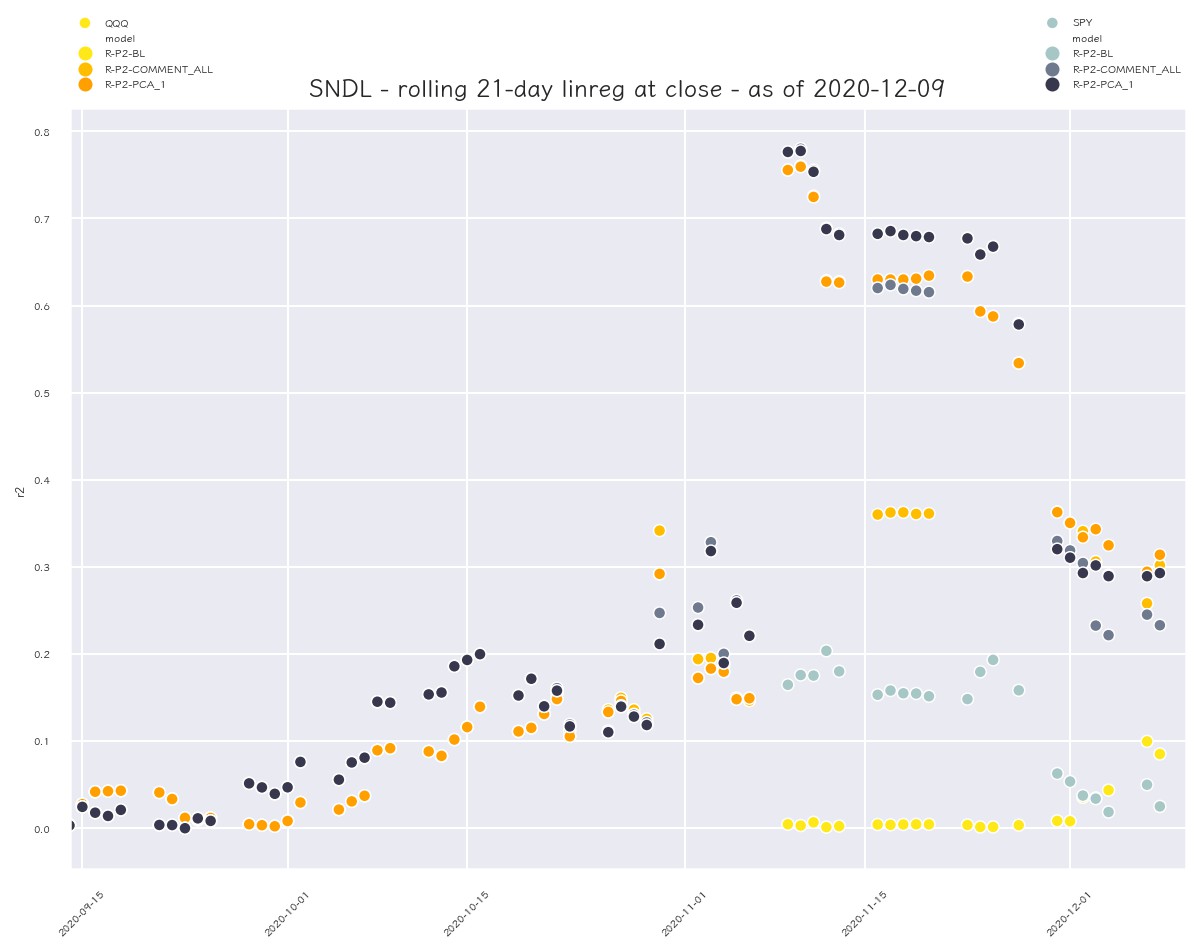 QQQ
model
R-P2-BL
R-P2-COMMENT_ALL
R-P2-PCA_1
SPY
model
R-P2-BL
R-P2-COMMENT_ALL
R-P2-PCA_1
SNDL - rolling 21-day linreg at close - as of 2020-12-09
0.8
0.7
0.6
0.5
0.4
0.3
0.2
0.1
0.0
r2
2020-09-15
2020-10-01
2020-10-15
2020-11-01
2020-11-15
2020-12-01